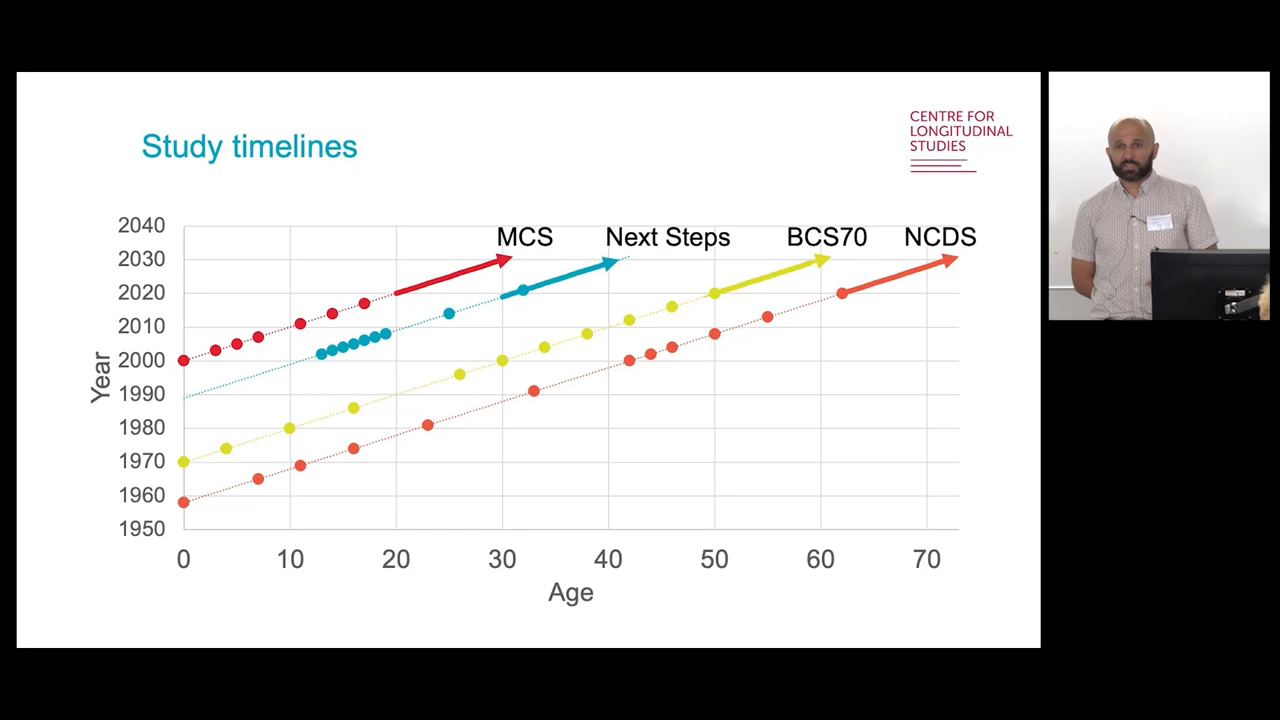 Study timelines
CENTRE FOR
LONGITUDINAL
STUDIES
MCS
Next Steps
BCS70
NCDS
2040
2030
2020
2010
2000
1990
1980
1970
1960
1950
Year
0 10 20 30 40 50 60 70
Age